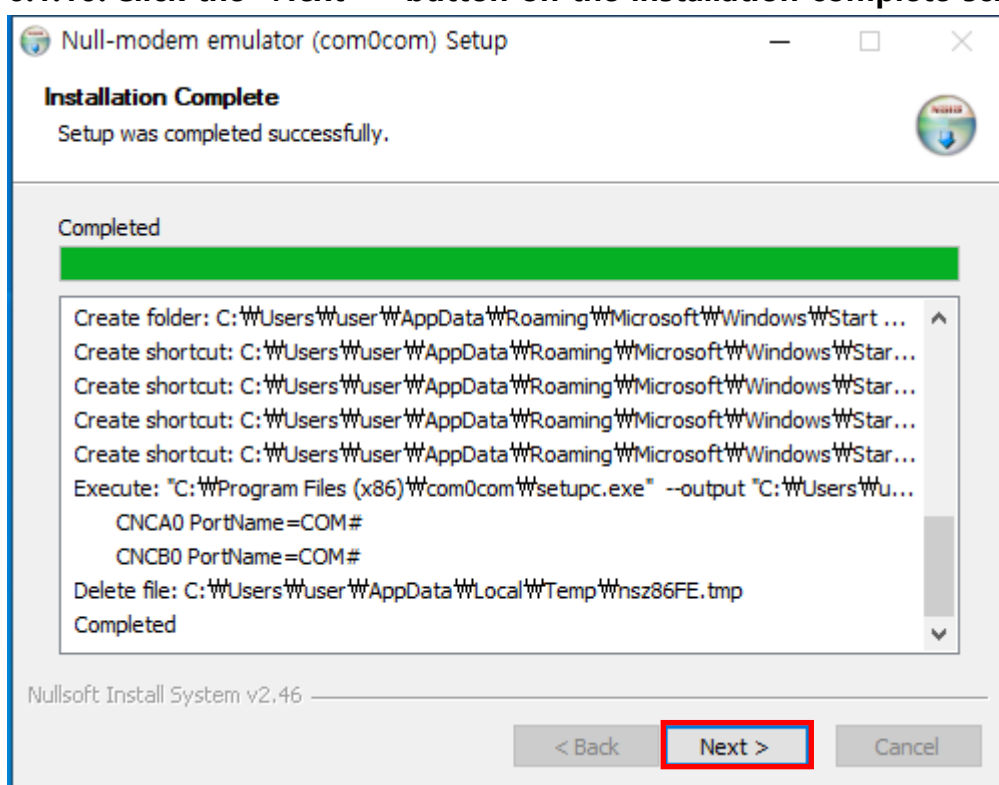 Null-modem emulator (com0com) Setup
Installation Complete
Setup was completed successfully.
Completed
Create folder: C:₩Users₩user₩AppData₩Roaming₩Microsoft₩Windows₩Start ...
Create shortcut: C:₩Users₩user₩AppData₩Roaming₩Microsoft₩Windows₩Star...
Create shortcut: C:₩Users₩user₩AppData₩Roaming₩Microsoft₩Windows₩Star...
Create shortcut: C:₩Users₩user₩AppData₩Roaming₩Microsoft₩Windows₩Star...
Create shortcut: C:₩Users₩user₩AppData₩Roaming₩Microsoft₩Windows₩Star...
Execute: "C:₩Program Files (x86)₩com0com₩setupc.exe" --output "C:₩Users₩u...
CNCA0 PortName=COM#
CNCB0 PortName=COM#
Delete file: C:₩Users₩user₩AppData₩Local₩Temp₩nsz86FE.tmp
Completed
Nullsoft Install System v2.46
< Back Next > Cancel